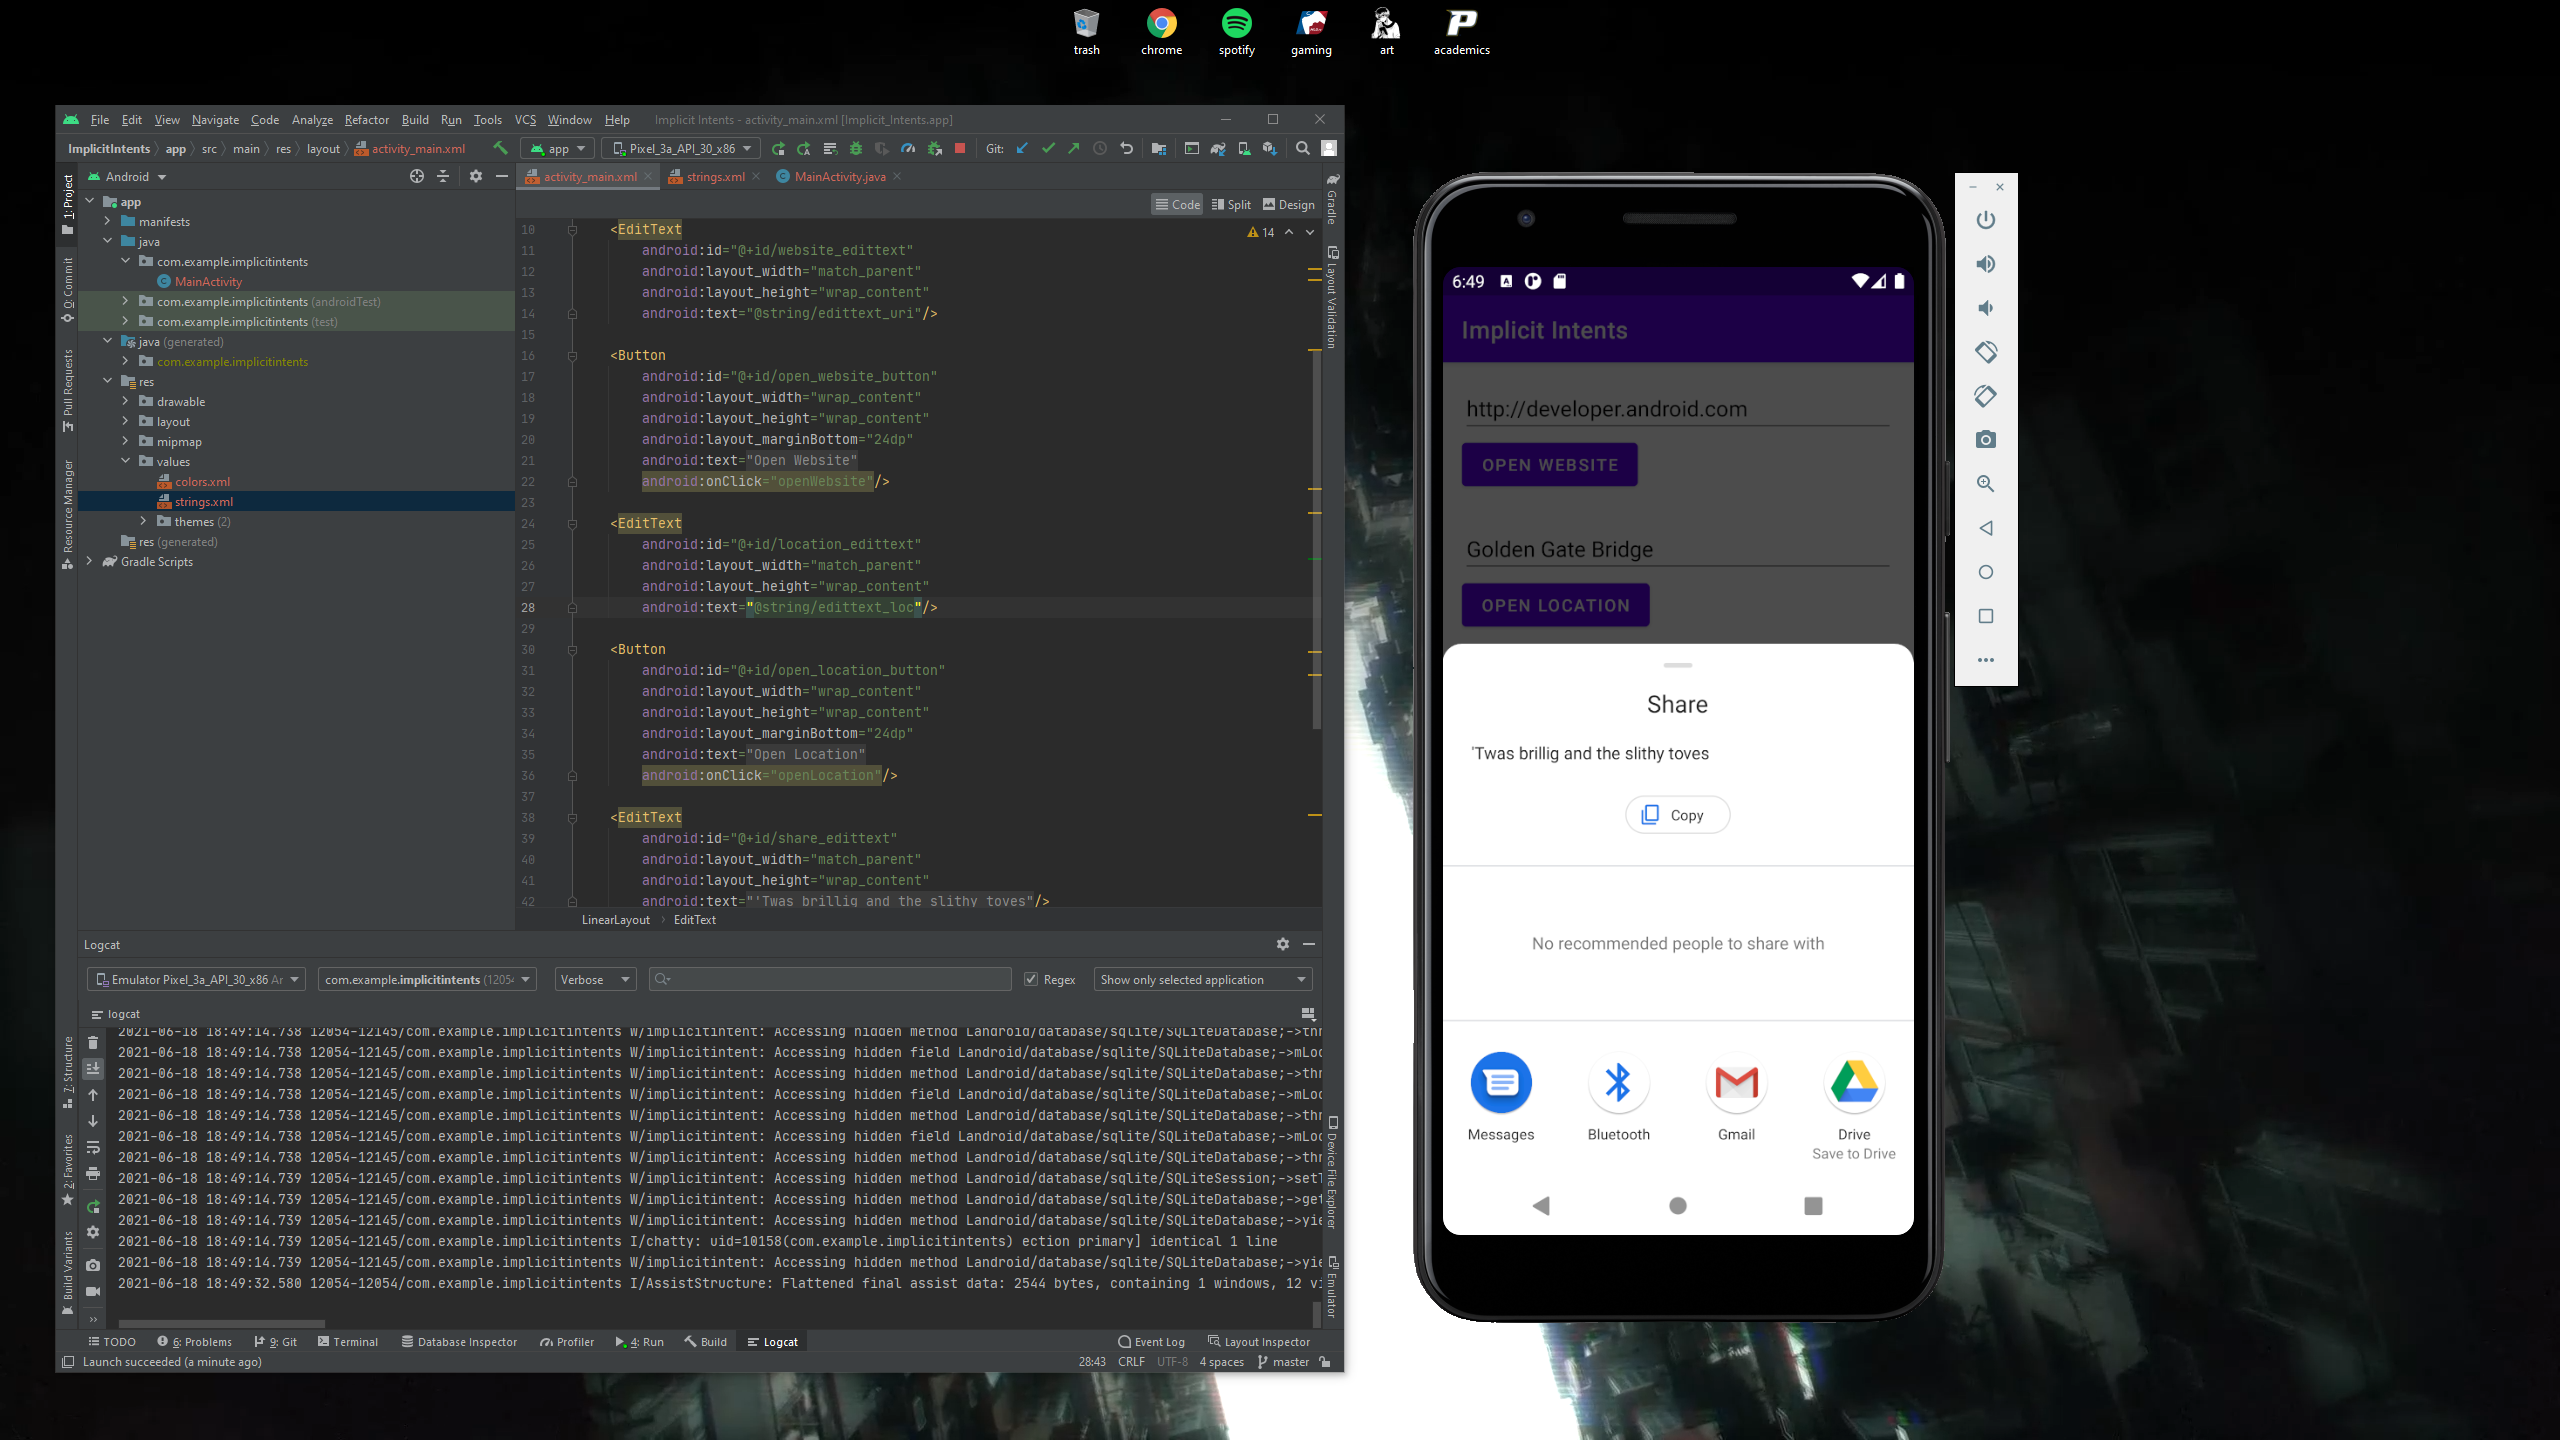 trash
chrome
spotify
gaming
art
academics
File Edit View Navigate Code Analyze Refactor Build Run Tools VCS Window Help Implicit Intents - activity_main.xml [Implicit_Intents.app]
ImplicitIntents app src main res layout activity_main.xml app Pixel_3a_API_30_x86 Git:
Android
activity_main.xml strings.xml MainActivity.java
Code Split Design
1: Project
0: Commit
Pull Requests
Resource Manager
7: Structure
2: Favorites
Build Variants
app
manifests
java
com.example.implicitintents
MainActivity
com.example.implicitintents (androidTest)
com.example.implicitintents (test)
java (generated)
com.example.implicitintents
res
drawable
layout
mipmap
values
colors.xml
strings.xml
themes (2)
res (generated)
Gradle Scripts
14
10 <EditText
11 android:id="@+id/website_edittext"
12 android:layout_width="match_parent"
13 android:layout_height="wrap_content"
14 android:text="@string/edittext_uri"/>
15
16 <Button
17 android:id="@+id/open_website_button"
18 android:layout_width="wrap_content"
19 android:layout_height="wrap_content"
20 android:layout_marginBottom="24dp"
21 android:text="Open Website"
22 android:onClick="openWebsite"/>
23
24 <EditText
25 android:id="@+id/location_edittext"
26 android:layout_width="match_parent"
27 android:layout_height="wrap_content"
28 android:text="@string/edittext_loc"/>
29
30 <Button
31 android:id="@+id/open_location_button"
32 android:layout_width="wrap_content"
33 android:layout_height="wrap_content"
34 android:layout_marginBottom="24dp"
35 android:text="Open Location"
36 android:onClick="openLocation"/>
37
38 <EditText
39 android:id="@+id/share_edittext"
40 android:layout_width="match_parent"
41 android:layout_height="wrap_content"
42 android:text="'Twas brillig and the slithy toves"/>
LinearLayout EditText
Gradle
Layout Validation
Device File Explorer
Emulator
Logcat
Emulator Pixel_3a_API_30_x86 Ar com.example.implicitintents (12054 Verbose Regex Show only selected application
logcat
2021-06-18 18:49:14.738 12054-12145/com.example.implicitintents W/implicitintent: Accessing hidden method Landroid/database/sqlite/SQLiteDatabase;->thr
2021-06-18 18:49:14.738 12054-12145/com.example.implicitintents W/implicitintent: Accessing hidden field Landroid/database/sqlite/SQLiteDatabase;->mLoc
2021-06-18 18:49:14.738 12054-12145/com.example.implicitintents W/implicitintent: Accessing hidden method Landroid/database/sqlite/SQLiteDatabase;->thr
2021-06-18 18:49:14.738 12054-12145/com.example.implicitintents W/implicitintent: Accessing hidden field Landroid/database/sqlite/SQLiteDatabase;->mLoc
2021-06-18 18:49:14.738 12054-12145/com.example.implicitintents W/implicitintent: Accessing hidden method Landroid/database/sqlite/SQLiteDatabase;->thr
2021-06-18 18:49:14.738 12054-12145/com.example.implicitintents W/implicitintent: Accessing hidden field Landroid/database/sqlite/SQLiteDatabase;->mLoc
2021-06-18 18:49:14.738 12054-12145/com.example.implicitintents W/implicitintent: Accessing hidden method Landroid/database/sqlite/SQLiteDatabase;->thr
2021-06-18 18:49:14.739 12054-12145/com.example.implicitintents W/implicitintent: Accessing hidden method Landroid/database/sqlite/SQLiteSession;->setT
2021-06-18 18:49:14.739 12054-12145/com.example.implicitintents W/implicitintent: Accessing hidden method Landroid/database/sqlite/SQLiteDatabase;->get
2021-06-18 18:49:14.739 12054-12145/com.example.implicitintents W/implicitintent: Accessing hidden method Landroid/database/sqlite/SQLiteDatabase;->yie
2021-06-18 18:49:14.739 12054-12145/com.example.implicitintents I/chatty: uid=10158(com.example.implicitintents) ection primary] identical 1 line
2021-06-18 18:49:14.739 12054-12145/com.example.implicitintents W/implicitintent: Accessing hidden method Landroid/database/sqlite/SQLiteDatabase;->yie
2021-06-18 18:49:32.580 12054-12054/com.example.implicitintents I/AssistStructure: Flattened final assist data: 2544 bytes, containing 1 windows, 12 vi
TODO 6: Problems 9: Git Terminal Database Inspector Profiler 4: Run Build Logcat Event Log Layout Inspector
Launch succeeded (a minute ago) 28:43 CRLF UTF-8 4 spaces master
6:49
Implicit Intents
http://developer.android.com
OPEN WEBSITE
Golden Gate Bridge
OPEN LOCATION
Share
'Twas brillig and the slithy toves
Copy
No recommended people to share with
Messages
Bluetooth
Gmail
Drive
Save to Drive